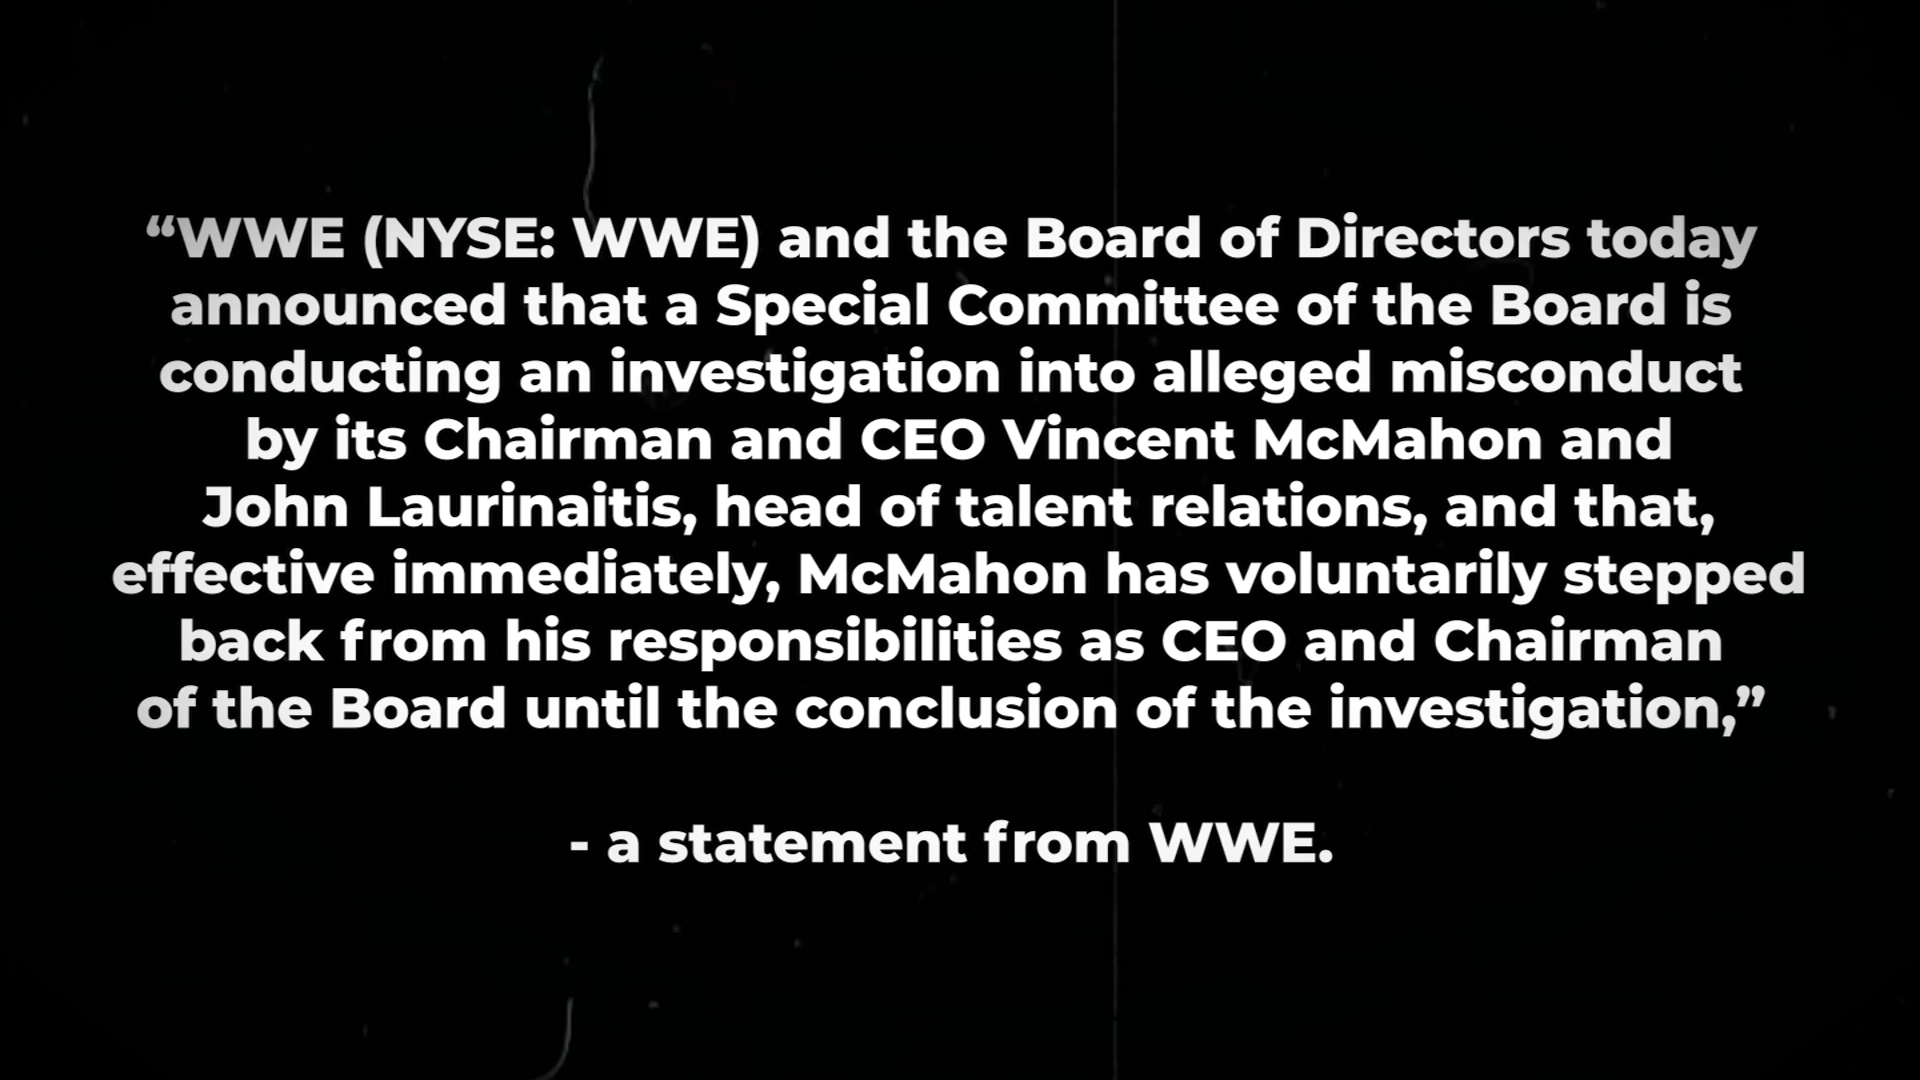 “WWE (NYSE: WWE) and the Board of Directors today
announced that a Special Committee of the Board is
conducting an investigation into alleged misconduct
by its Chairman and CEO Vincent McMahon and
John Laurinaitis, head of talent relations, and that,
effective immediately, McMahon has voluntarily stepped
back from his responsibilities as CEO and Chairman
of the Board until the conclusion of the investigation,”
- a statement from WWE.